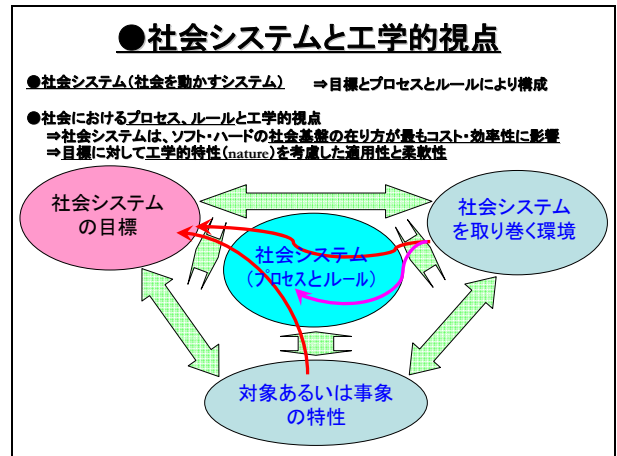 ●社会システムと工学的視点
●社会システム(社会を動かすシステム) ⇒目標とプロセスとルールにより構成
●社会におけるプロセス、ルールと工学的視点
⇒社会システムは、ソフト・ハードの社会基盤の在り方が最もコスト・効率性に影響
⇒目標に対して工学的特性(nature)を考慮した適用性と柔軟性
社会システム
の目標
社会システム
を取り巻く環境
社会システム
(プロセスとルール)
対象あるいは事象
の特性